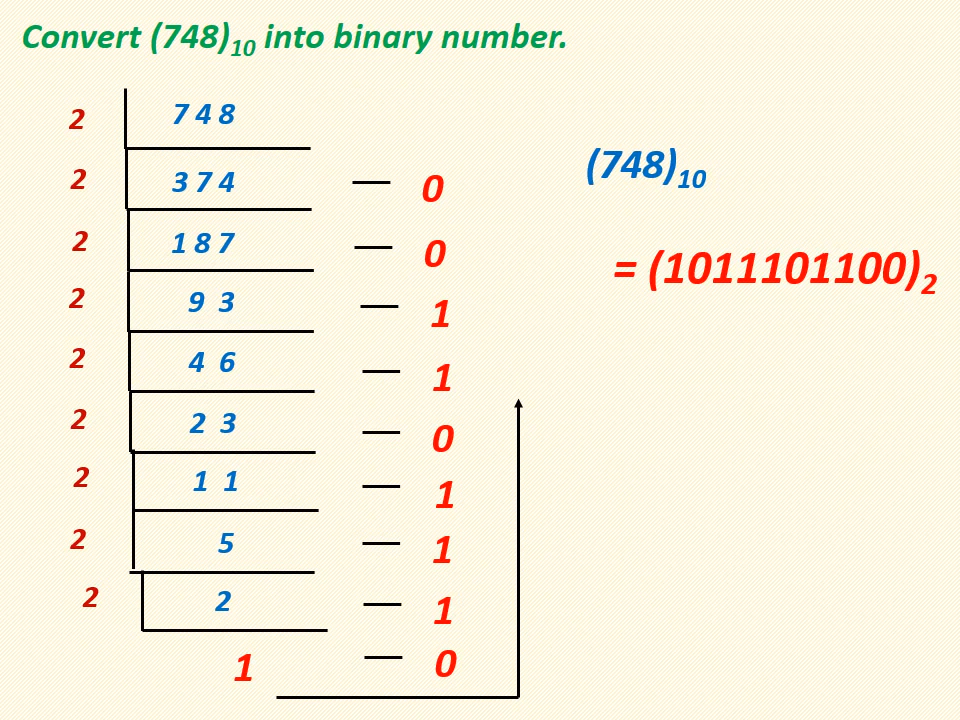 Convert (748)10 into binary number.
2 7 4 8
2 3 7 4 — 0
2 1 8 7 — 0
2 9 3 — 1
2 4 6 — 1
2 2 3 — 0
2 1 1 — 1
2 5 — 1
2 2 — 1
1 — 0
(748)10
= (1011101100)2